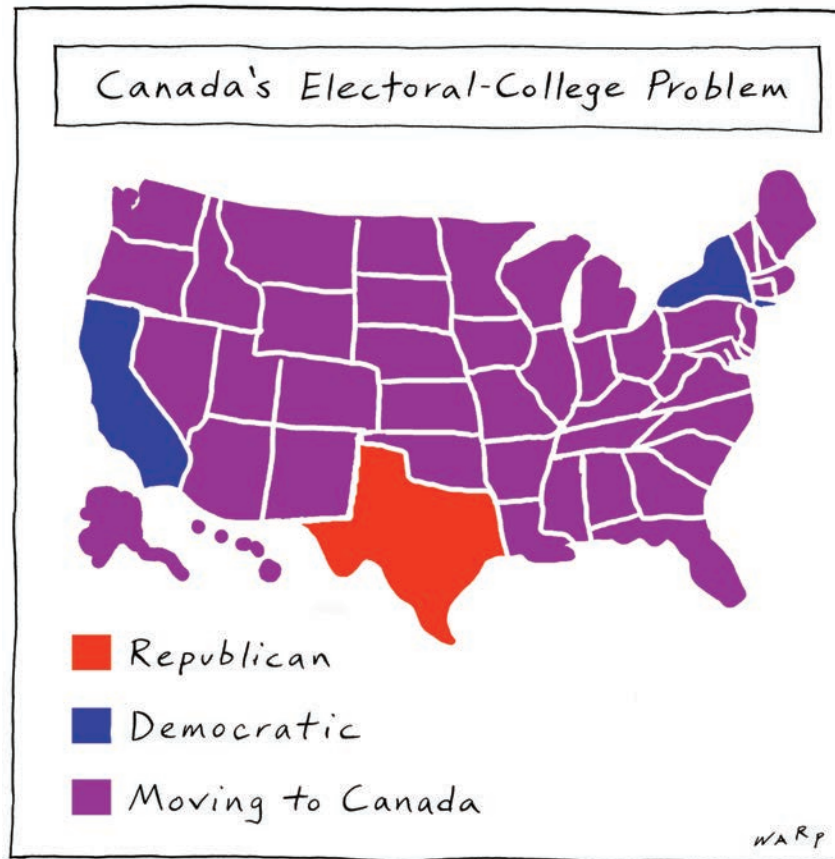 Canada's Electoral-College Problem
Republican
Democratic
Moving to Canada
WARP